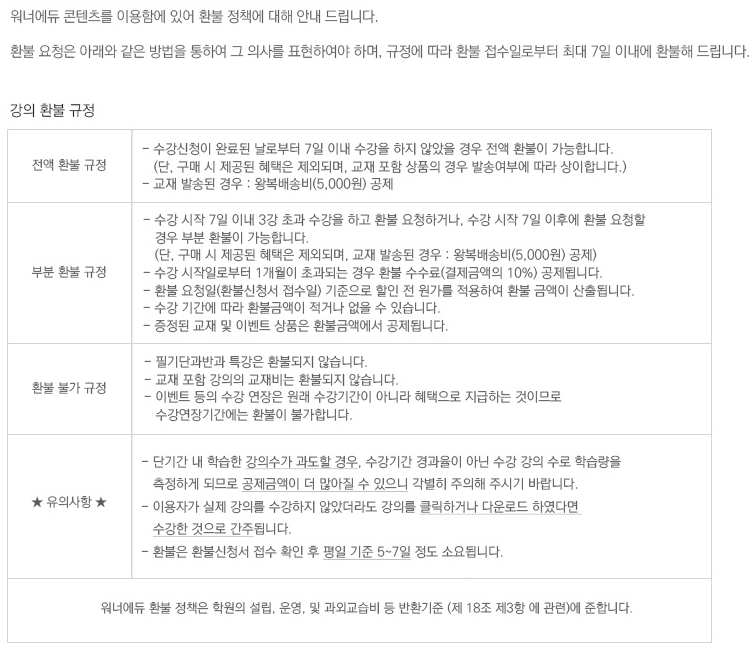 워너에듀 콘텐츠를 이용함에 있어 환불 정책에 대해 안내 드립니다.
환불 요청은 아래와 같은 방법을 통하여 그 의사를 표현하여야 하며, 규정에 따라 환불 접수일로부터 최대 7일 이내에 환불해 드립니다.
강의 환불 규정
전액 환불 규정
- 수강신청이 완료된 날로부터 7일 이내 수강을 하지 않았을 경우 전액 환불이 가능합니다.
(단, 구매 시 제공된 혜택은 제외되며, 교재 포함 상품의 경우 발송여부에 따라 상이합니다.)
- 교재 발송된 경우 : 왕복배송비(5,000원) 공제
부분 환불 규정
- 수강 시작 7일 이내 3강 초과 수강을 하고 환불 요청하거나, 수강 시작 7일 이후에 환불 요청할
경우 부분 환불이 가능합니다.
(단, 구매 시 제공된 혜택은 제외되며, 교재 발송된 경우 : 왕복배송비(5,000원) 공제)
- 수강 시작일로부터 1개월이 초과되는 경우 환불 수수료(결제금액의 10%) 공제됩니다.
- 환불 요청일(환불신청서 접수일) 기준으로 할인 전 원가를 적용하여 환불 금액이 산출됩니다.
- 수강 기간에 따라 환불금액이 적거나 없을 수 있습니다.
- 증정된 교재 및 이벤트 상품은 환불금액에서 공제됩니다.
환불 불가 규정
- 필기단과반과 특강은 환불되지 않습니다.
- 교재 포함 강의의 교재비는 환불되지 않습니다.
- 이벤트 등의 수강 연장은 원래 수강기간이 아니라 혜택으로 지급하는 것이므로
수강연장기간에는 환불이 불가합니다.
★ 유의사항 ★
- 단기간 내 학습한 강의수가 과도할 경우, 수강기간 경과율이 아닌 수강 강의 수로 학습량을
측정하게 되므로 공제금액이 더 많아질 수 있으니 각별히 주의해 주시기 바랍니다.
- 이용자가 실제 강의를 수강하지 않았더라도 강의를 클릭하거나 다운로드 하였다면
수강한 것으로 간주됩니다.
- 환불은 환불신청서 접수 확인 후 평일 기준 5~7일 정도 소요됩니다.
워너에듀 환불 정책은 학원의 설립, 운영, 및 과외교습비 등 반환기준 (제 18조 제3항 에 관련)에 준합니다.